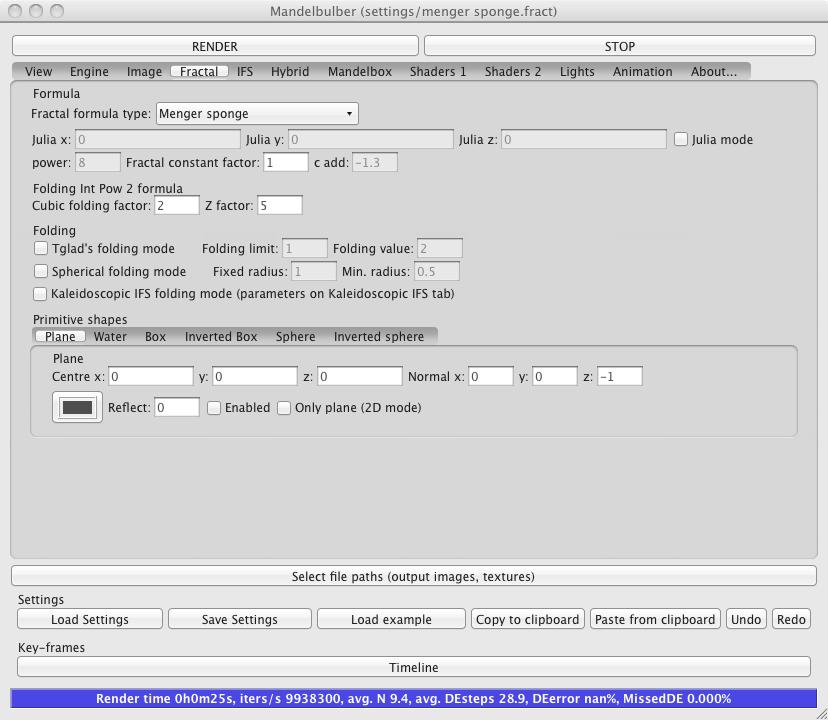 Mandelbulber (settings/menger sponge.fract)
RENDER STOP
View Engine Image Fractal IFS Hybrid Mandelbox Shaders 1 Shaders 2 Lights Animation About...
Formula
Fractal formula type: Menger sponge
Julia x: 0 Julia y: 0 Julia z: 0 Julia mode
power: 8 Fractal constant factor: 1 c add: -1.3
Folding Int Pow 2 formula
Cubic folding factor: 2 Z factor: 5
Folding
Tglad's folding mode Folding limit: 1 Folding value: 2
Spherical folding mode Fixed radius: 1 Min. radius: 0.5
Kaleidoscopic IFS folding mode (parameters on Kaleidoscopic IFS tab)
Primitive shapes
Plane Water Box Inverted Box Sphere Inverted sphere
Plane
Centre x: 0 y: 0 z: 0 Normal x: 0 y: 0 z: -1
Reflect: 0 Enabled Only plane (2D mode)
Select file paths (output images, textures)
Settings
Load Settings Save Settings Load example Copy to clipboard Paste from clipboard Undo Redo
Key-frames
Timeline
Render time 0h0m25s, iters/s 9938300, avg. N 9.4, avg. DEsteps 28.9, DEerror nan%, MissedDE 0.000%